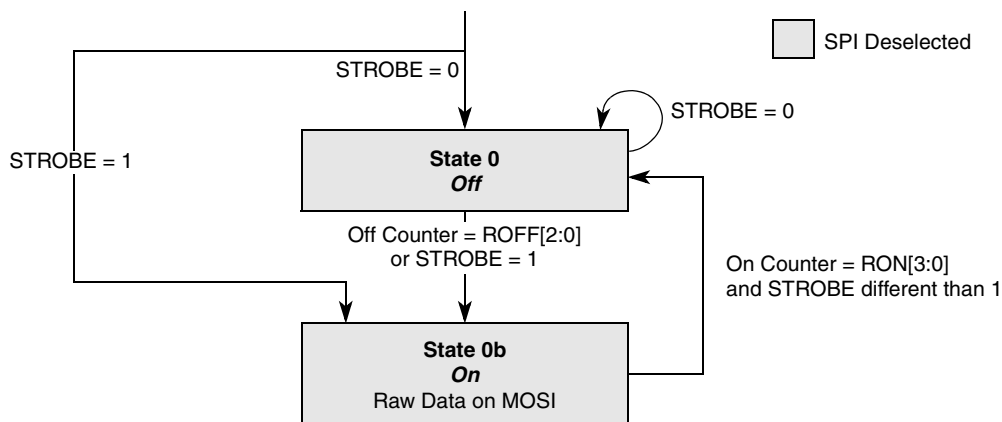 SPI Deselected
STROBE = 0
STROBE = 0
STROBE = 1
State 0
Off
Off Counter = ROFF[2:0]
or STROBE = 1
On Counter = RON[3:0]
and STROBE different than 1
State 0b
On
Raw Data on MOSI